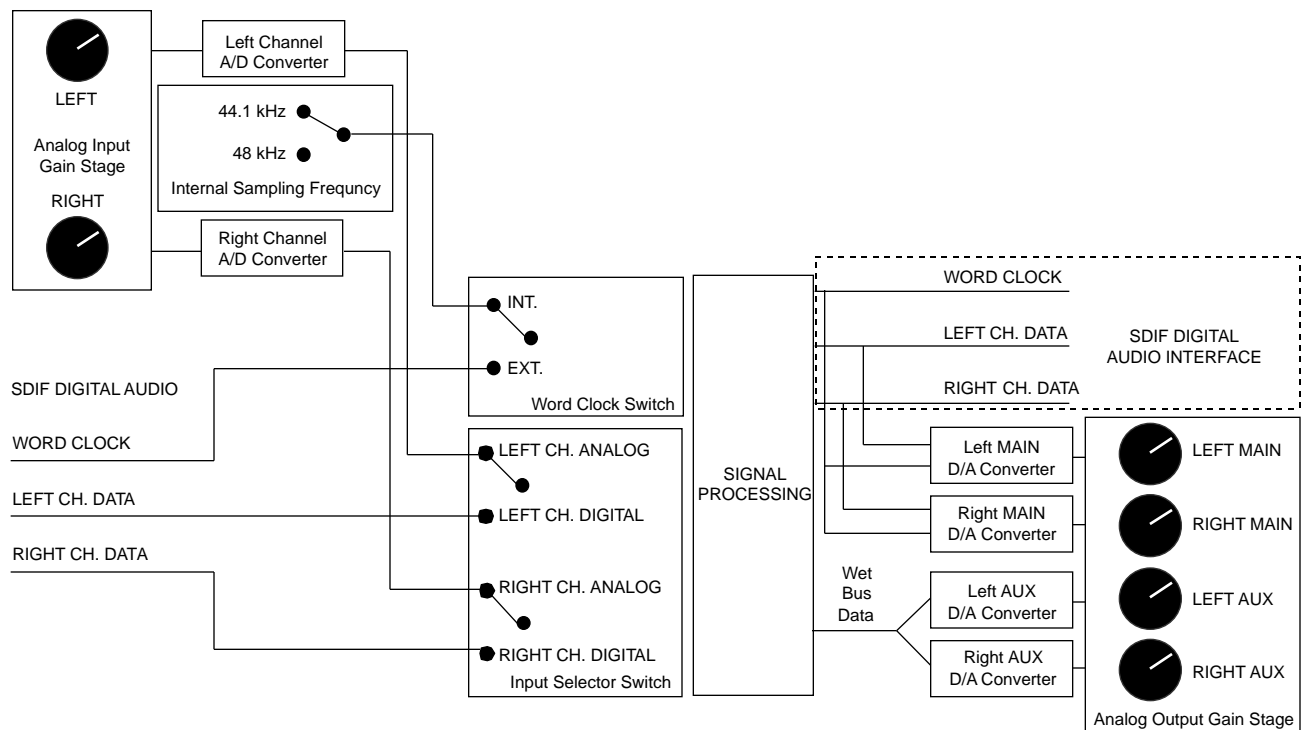 LEFT
Analog Input
Gain Stage
RIGHT
Left Channel
A/D Converter
44.1 kHz
48 kHz
Internal Sampling Frequncy
Right Channel
A/D Converter
SDIF DIGITAL AUDIO
WORD CLOCK
LEFT CH. DATA
RIGHT CH. DATA
INT.
EXT.
Word Clock Switch
LEFT CH. ANALOG
LEFT CH. DIGITAL
RIGHT CH. ANALOG
RIGHT CH. DIGITAL
Input Selector Switch
SIGNAL
PROCESSING
WORD CLOCK
LEFT CH. DATA
RIGHT CH. DATA
SDIF DIGITAL
AUDIO INTERFACE
Left MAIN
D/A Converter
Right MAIN
D/A Converter
Wet
Bus
Data
Left AUX
D/A Converter
Right AUX
D/A Converter
LEFT MAIN
RIGHT MAIN
LEFT AUX
RIGHT AUX
Analog Output Gain Stage